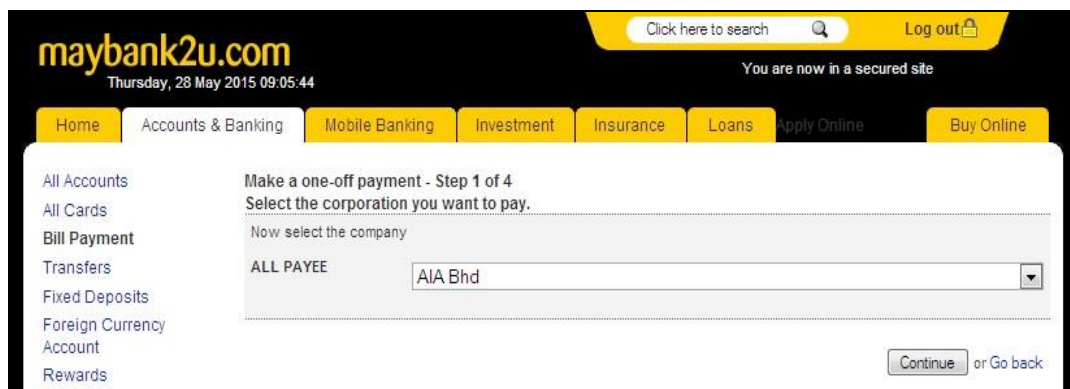 maybank2u.com
Thursday, 28 May 2015 09:05:44
Click here to search
Log out
You are now in a secured site
Home
Accounts & Banking
Mobile Banking
Investment
Insurance
Loans
Apply Online
Buy Online
All Accounts
All Cards
Bill Payment
Transfers
Fixed Deposits
Foreign Currency
Account
Rewards
Make a one-off payment - Step 1 of 4
Select the corporation you want to pay.
Now select the company
ALL PAYEE
AIA Bhd
Continue or Go back